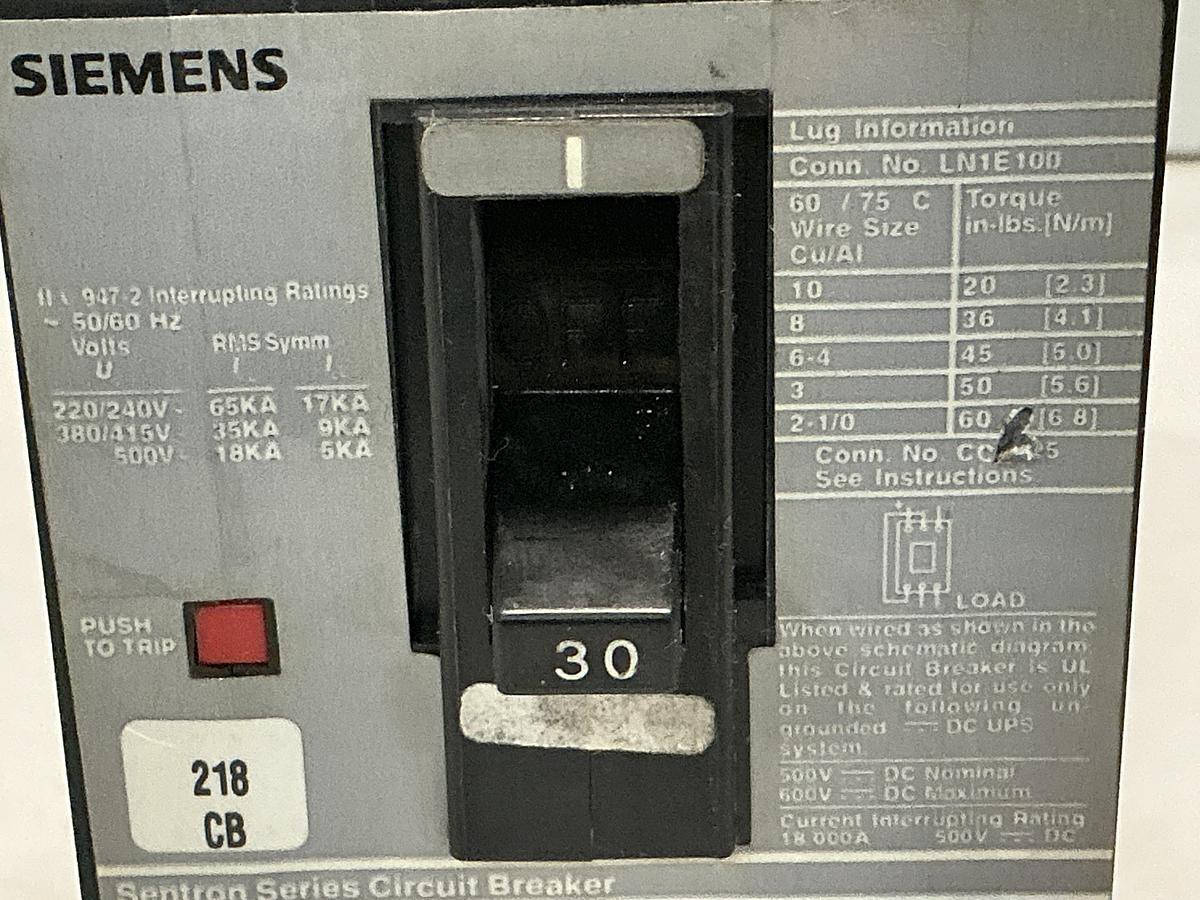 SIEMENS
947-2 Interrupting Ratings
~ 50/60 Hz
Volts RMS Symm
U I I
220/240V~ 65KA 17KA
380/415V~ 35KA 9KA
500V~ 18KA 5KA
PUSH
TO TRIP
218
CB
30
Lug Information
Conn. No. LN1E100
60 / 75 C Torque
Wire Size in-lbs.[N/m]
Cu/Al
10 20 [2.3]
8 36 [4.1]
6-4 45 [5.0]
3 50 [5.6]
2-1/0 60 [6.8]
Conn. No.
See Instructions
LOAD
When wired as shown in the
above schematic diagram,
this Circuit Breaker is UL
Listed & rated for use only
on the following un-
grounded ⎓ DC UPS
system.
500V ⎓ DC Nominal
600V ⎓ DC Maximum
Current Interrupting Rating
18,000A 500V ⎓ DC
Sentron Series Circuit Breaker